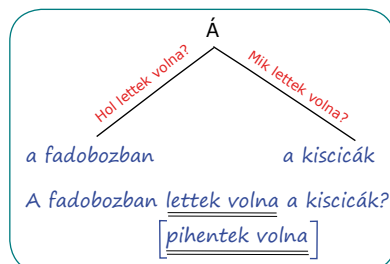 Á
Hol lettek volna?
Mik lettek volna?
a fadobozban
a kiscicák
A fadobozban lettek volna a kiscicák?
[pihentek volna]